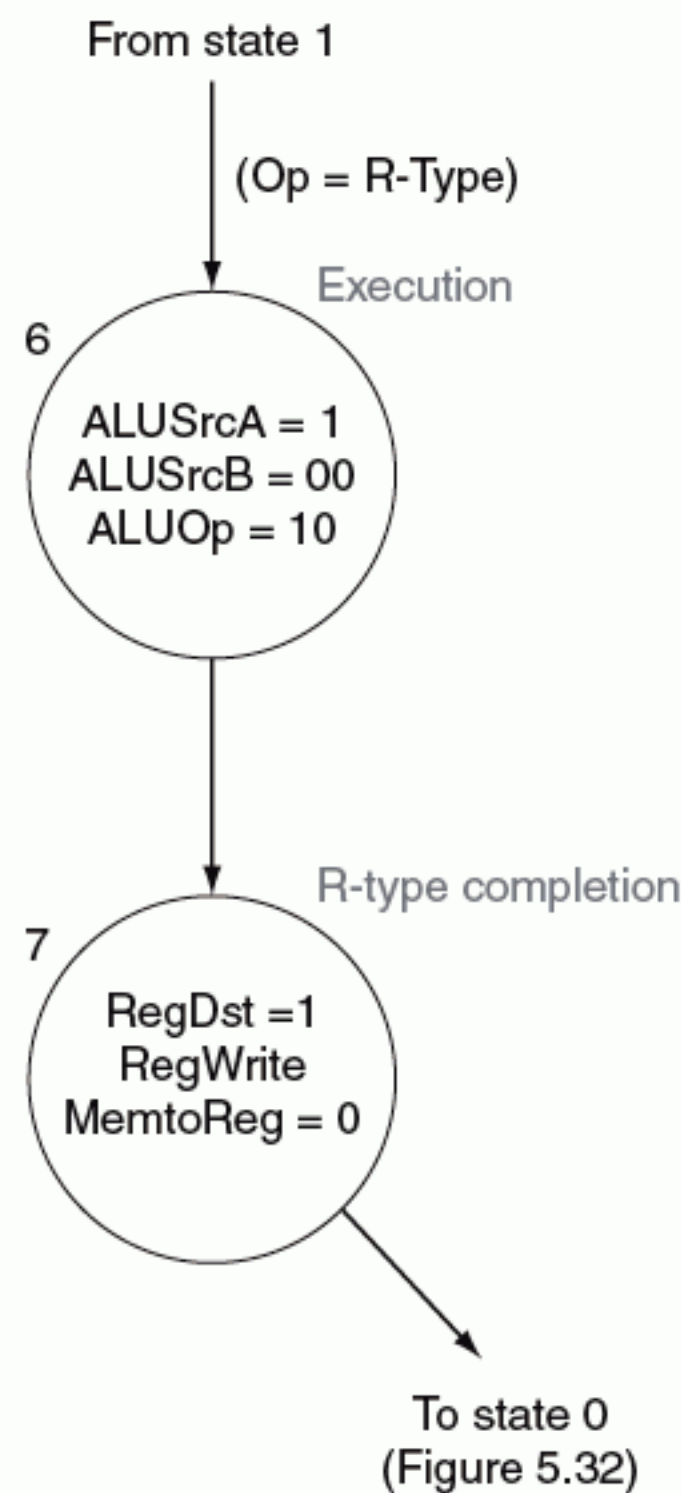 From state 1
(Op = R-Type)
Execution
6
ALUSrcA = 1
ALUSrcB = 00
ALUOp = 10
R-type completion
7
RegDst =1
RegWrite
MemtoReg = 0
To state 0
(Figure 5.32)